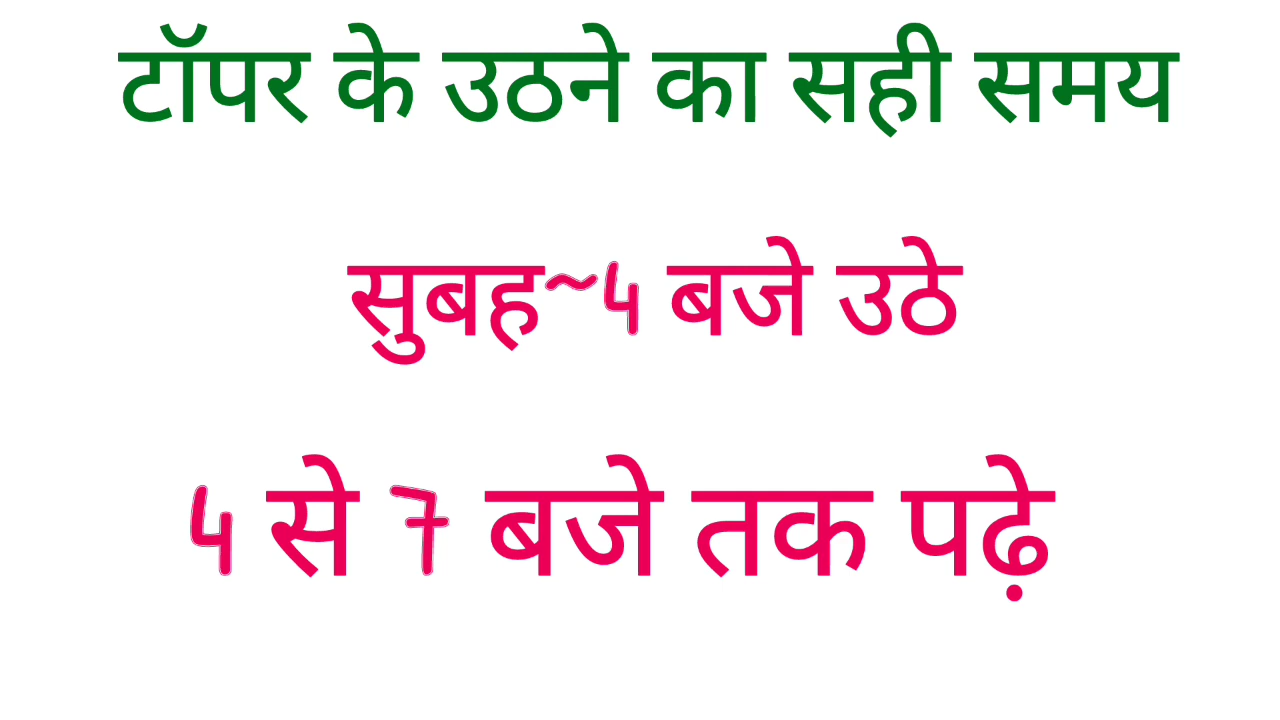 टॉपर के उठने का सही समय
सुबह~4 बजे उठे
4 से 7 बजे तक पढ़े